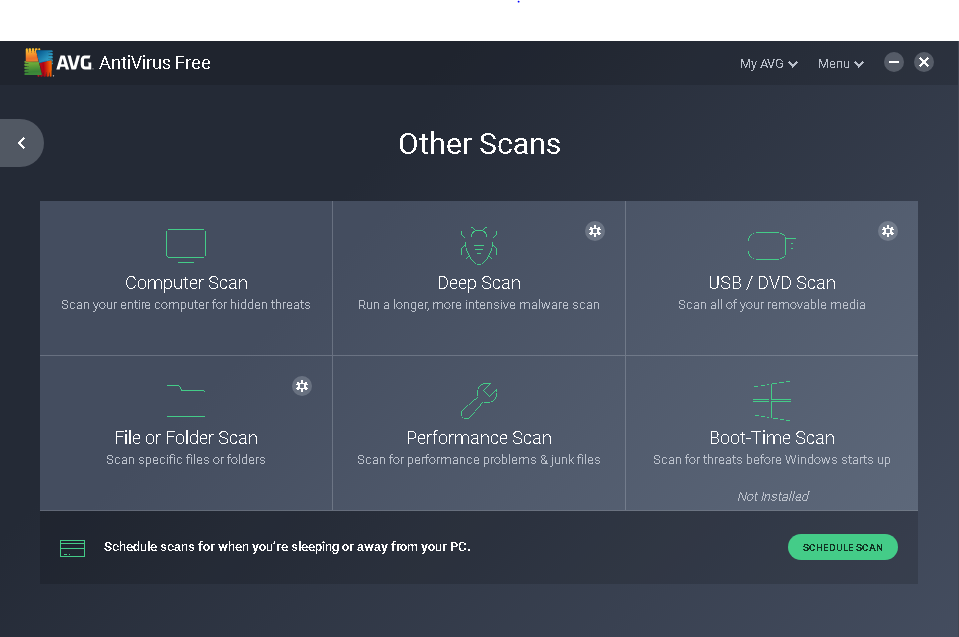 AVG AntiVirus Free
My AVG
Menu
Other Scans
Computer Scan
Scan your entire computer for hidden threats
Deep Scan
Run a longer, more intensive malware scan
USB / DVD Scan
Scan all of your removable media
File or Folder Scan
Scan specific files or folders
Performance Scan
Scan for performance problems & junk files
Boot-Time Scan
Scan for threats before Windows starts up
Not Installed
Schedule scans for when you're sleeping or away from your PC.
SCHEDULE SCAN